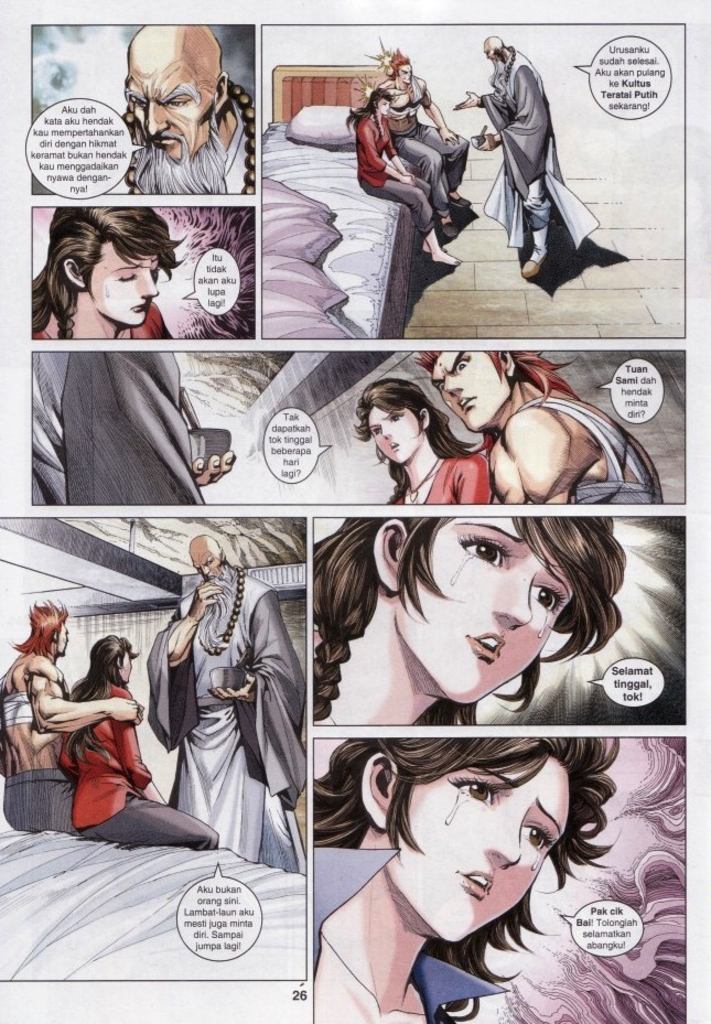 Aku dah
kata aku hendak
kau mempertahankan
diri dengan hikmat
keramat bukan hendak
kau menggadaikan
nyawa dengan-
nya!
Urusanku
sudah selesai.
Aku akan pulang
ke Kultus
Teratai Putih
sekarang!
Itu
tidak
akan aku
lupa
lagi!
Tak
dapatkah
tok tinggal
beberapa
hari
lagi?
Tuan
Sami dah
hendak
minta
diri?
Aku bukan
orang sini.
Lambat-laun aku
mesti juga minta
diri. Sampai
jumpa lagi!
Selamat
tinggal,
tok!
Pak cik
Bai! Tolonglah
selamatkan
abangku!
26